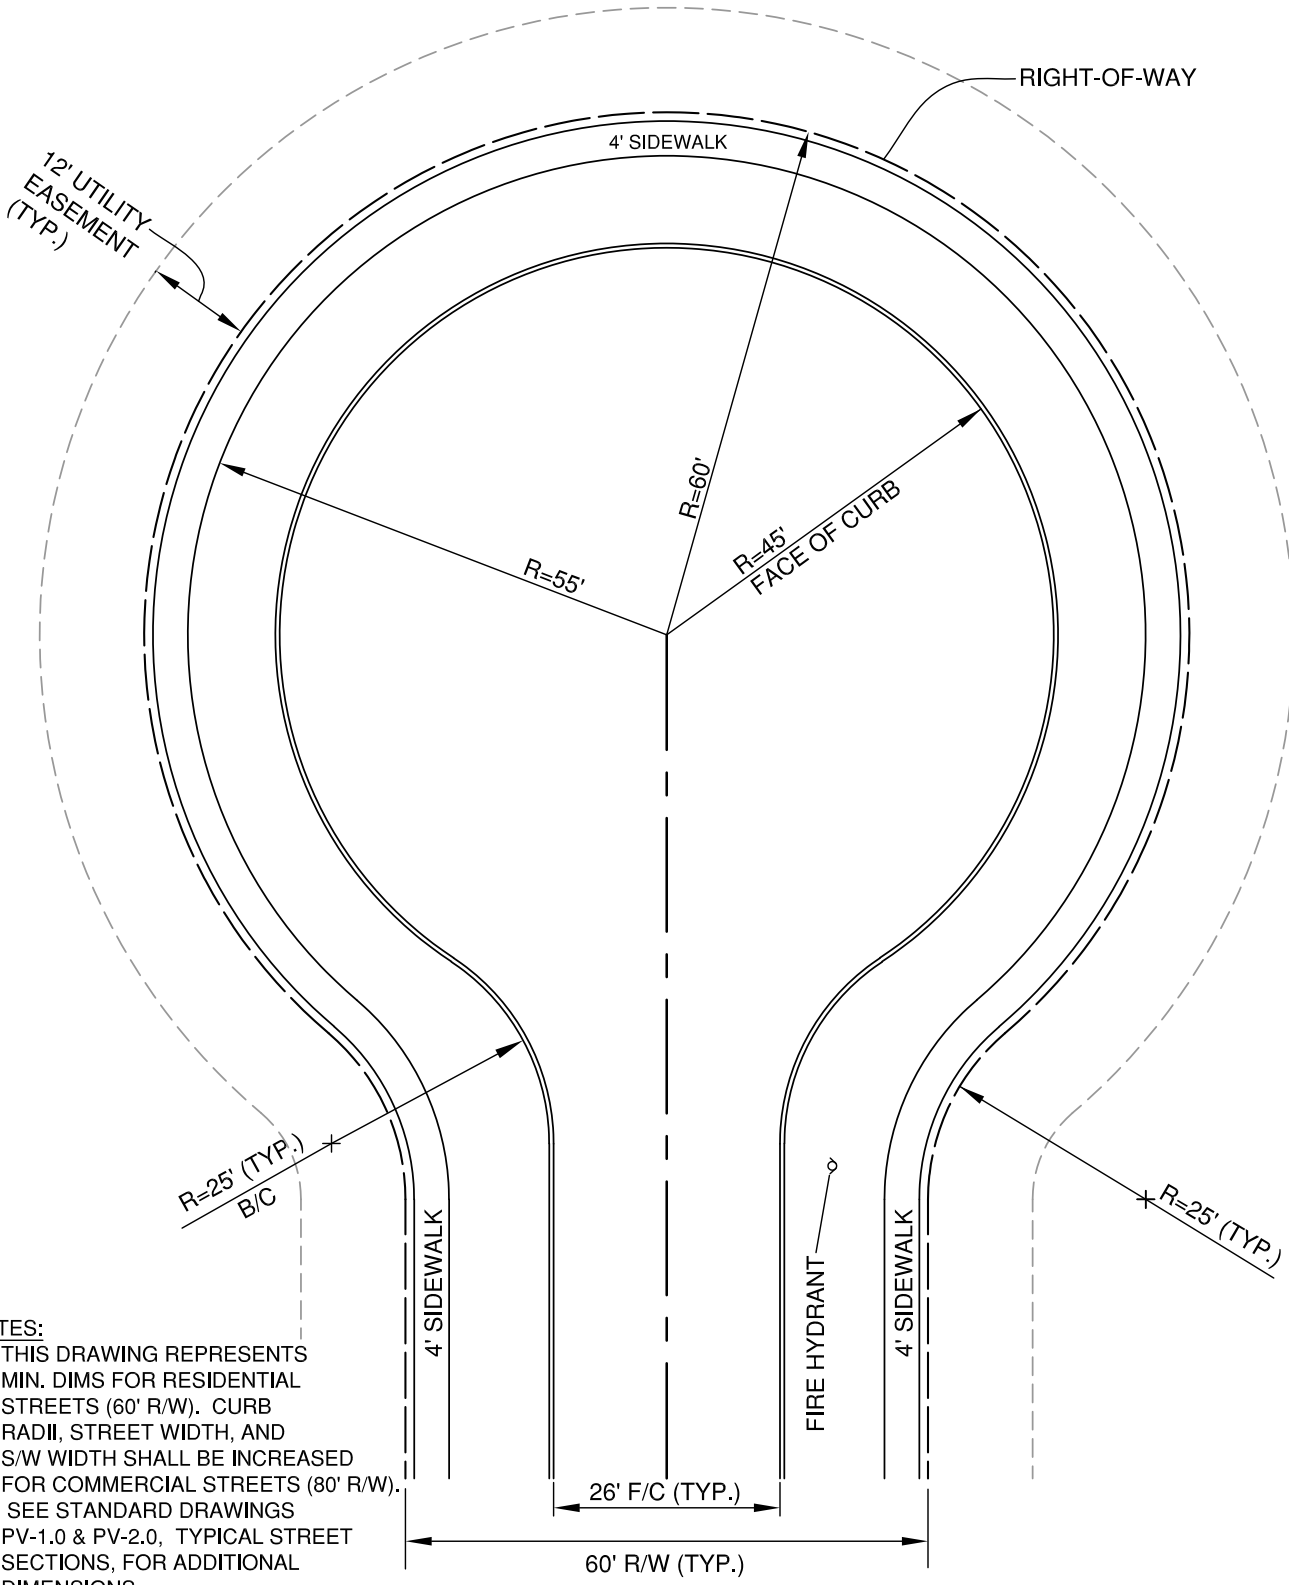 RIGHT-OF-WAY
4' SIDEWALK
12' UTILITY
EASEMENT
(TYP.)
R=60'
R=45'
FACE OF CURB
R=55'
R=25' (TYP.)
B/C
R=25' (TYP.)
4' SIDEWALK
FIRE HYDRANT
4' SIDEWALK
THIS DRAWING REPRESENTS
MIN. DIMS FOR RESIDENTIAL
STREETS (60' R/W). CURB
RADII, STREET WIDTH, AND
S/W WIDTH SHALL BE INCREASED
FOR COMMERCIAL STREETS (80' R/W).
SEE STANDARD DRAWINGS
PV-1.0 & PV-2.0, TYPICAL STREET
SECTIONS, FOR ADDITIONAL
26' F/C (TYP.)
60' R/W (TYP.)